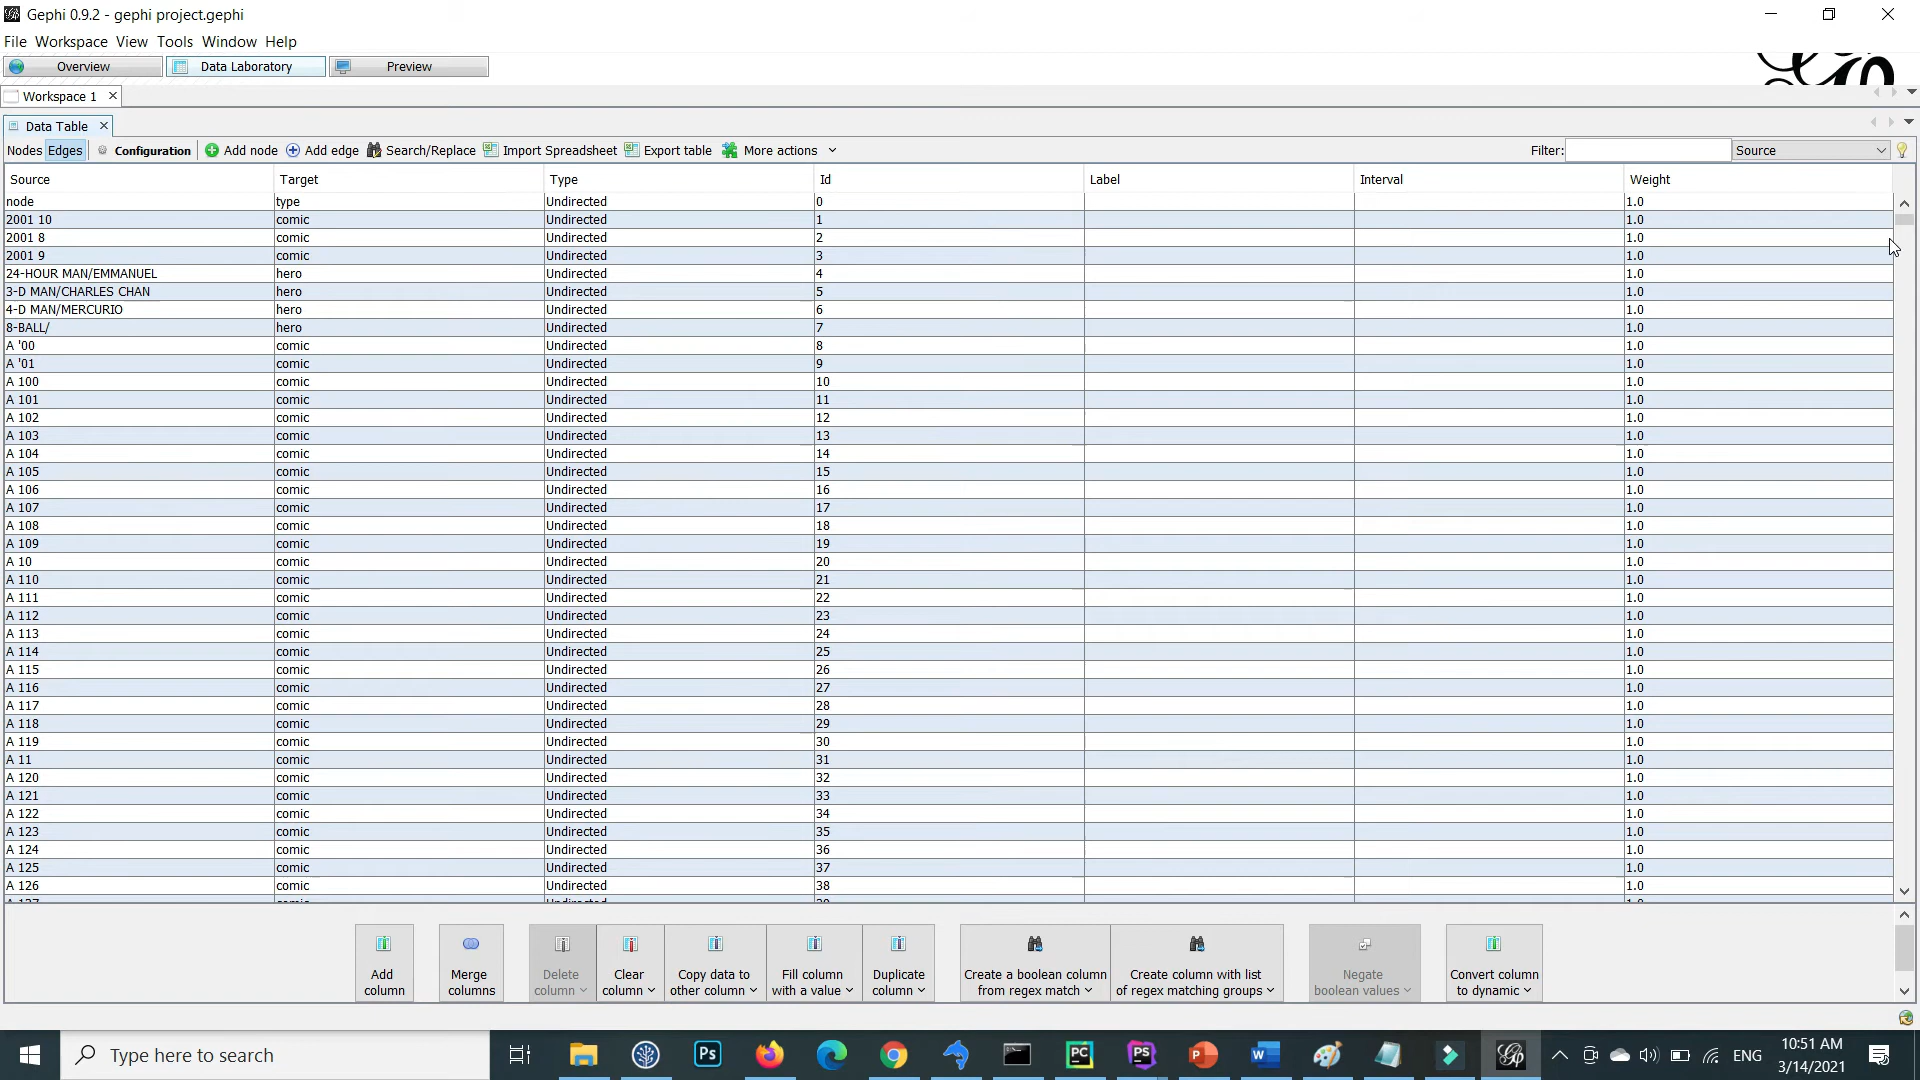 Gephi 0.9.2 - gephi project.gephi
File Workspace View Tools Window Help
Overview Data Laboratory Preview
Workspace 1
Data Table
Nodes Edges Configuration Add node Add edge Search/Replace Import Spreadsheet Export table More actions Filter: Source
Source Target Type Id Label Interval Weight
node type Undirected 0 1.0
2001 10 comic Undirected 1 1.0
2001 8 comic Undirected 2 1.0
2001 9 comic Undirected 3 1.0
24-HOUR MAN/EMMANUEL hero Undirected 4 1.0
3-D MAN/CHARLES CHAN hero Undirected 5 1.0
4-D MAN/MERCURIO hero Undirected 6 1.0
8-BALL/ hero Undirected 7 1.0
A '00 comic Undirected 8 1.0
A '01 comic Undirected 9 1.0
A 100 comic Undirected 10 1.0
A 101 comic Undirected 11 1.0
A 102 comic Undirected 12 1.0
A 103 comic Undirected 13 1.0
A 104 comic Undirected 14 1.0
A 105 comic Undirected 15 1.0
A 106 comic Undirected 16 1.0
A 107 comic Undirected 17 1.0
A 108 comic Undirected 18 1.0
A 109 comic Undirected 19 1.0
A 10 comic Undirected 20 1.0
A 110 comic Undirected 21 1.0
A 111 comic Undirected 22 1.0
A 112 comic Undirected 23 1.0
A 113 comic Undirected 24 1.0
A 114 comic Undirected 25 1.0
A 115 comic Undirected 26 1.0
A 116 comic Undirected 27 1.0
A 117 comic Undirected 28 1.0
A 118 comic Undirected 29 1.0
A 119 comic Undirected 30 1.0
A 11 comic Undirected 31 1.0
A 120 comic Undirected 32 1.0
A 121 comic Undirected 33 1.0
A 122 comic Undirected 34 1.0
A 123 comic Undirected 35 1.0
A 124 comic Undirected 36 1.0
A 125 comic Undirected 37 1.0
A 126 comic Undirected 38 1.0
Add column
Merge columns
Delete column
Clear column
Copy data to other column
Fill column with a value
Duplicate column
Create a boolean column from regex match
Create column with list of regex matching groups
Negate boolean values
Convert column to dynamic
Type here to search
Ps
PC
PS
P
W
ENG
10:51 AM
3/14/2021